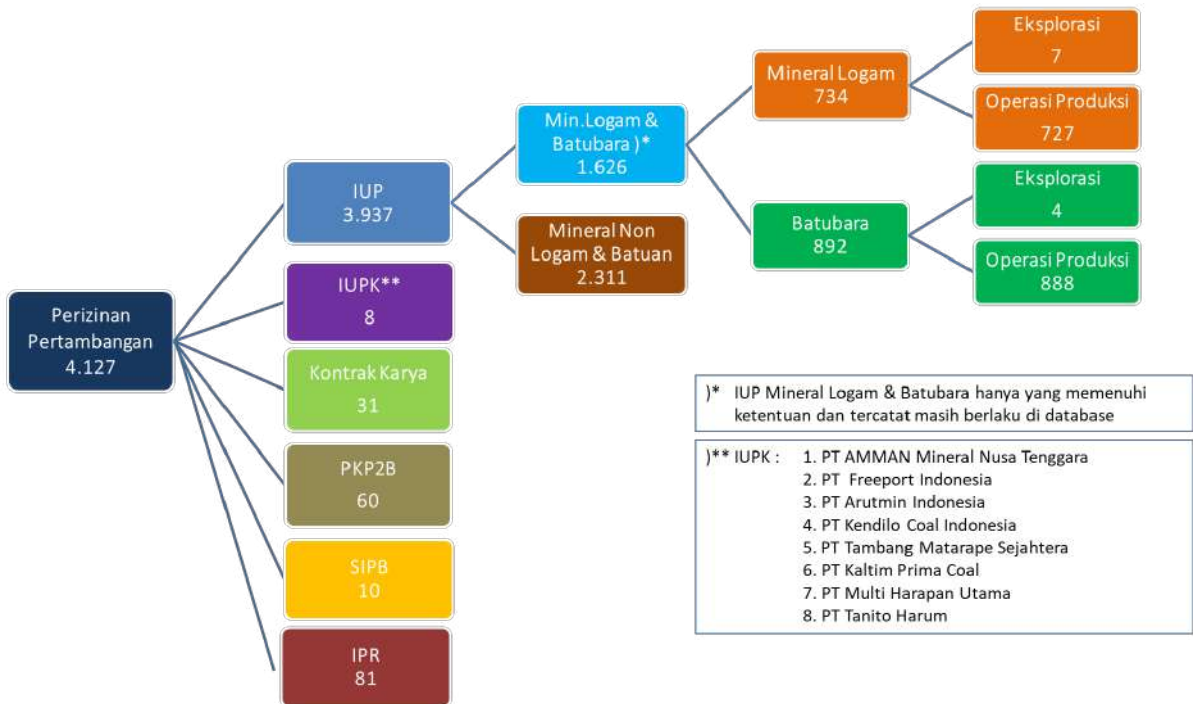 Perizinan
Pertambangan
4.127
IUP
3.937
IUPK**
8
Kontrak Karya
31
PKP2B
60
SIPB
10
IPR
81
Min.Logam &
Batubara )*
1.626
Mineral Non
Logam & Batuan
2.311
Mineral Logam
734
Batubara
892
Eksplorasi
7
Operasi Produksi
727
Eksplorasi
4
Operasi Produksi
888
)* IUP Mineral Logam & Batubara hanya yang memenuhi
ketentuan dan tercatat masih berlaku di database
)** IUPK : 1. PT AMMAN Mineral Nusa Tenggara
2. PT Freeport Indonesia
3. PT Arutmin Indonesia
4. PT Kendilo Coal Indonesia
5. PT Tambang Matarape Sejahtera
6. PT Kaltim Prima Coal
7. PT Multi Harapan Utama
8. PT Tanito Harum